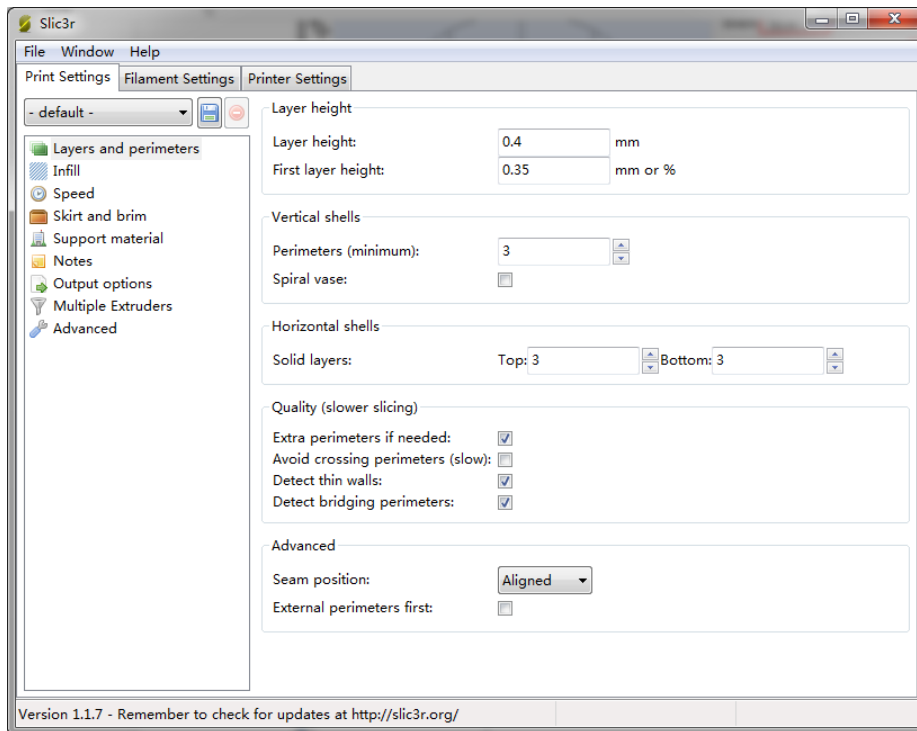 Slic3r
File Window Help
Print Settings Filament Settings Printer Settings
- default -
Layers and perimeters
Infill
Speed
Skirt and brim
Support material
Notes
Output options
Multiple Extruders
Advanced
Layer height
Layer height: 0.4 mm
First layer height: 0.35 mm or %
Vertical shells
Perimeters (minimum): 3
Spiral vase:
Horizontal shells
Solid layers: Top: 3 Bottom: 3
Quality (slower slicing)
Extra perimeters if needed:
Avoid crossing perimeters (slow):
Detect thin walls:
Detect bridging perimeters:
Advanced
Seam position: Aligned
External perimeters first:
Version 1.1.7 - Remember to check for updates at http://slic3r.org/